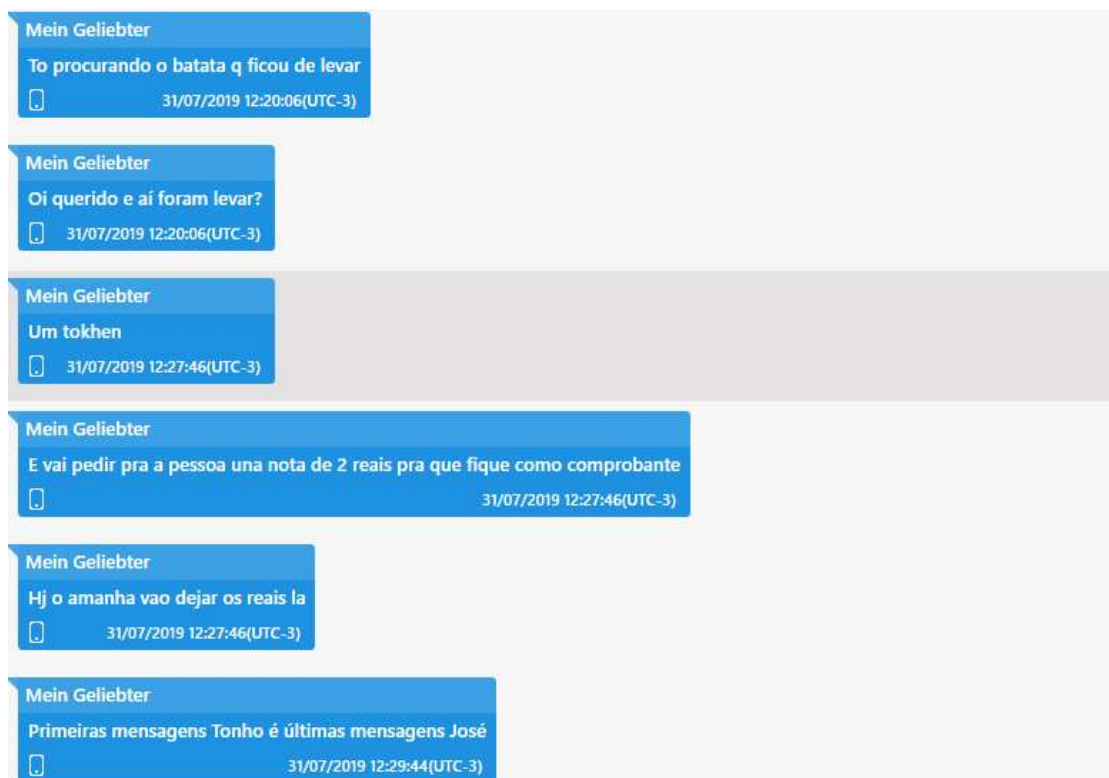 Mein Geliebter
To procurando o batata q ficou de levar
31/07/2019 12:20:06(UTC-3)
Mein Geliebter
Oi querido e aí foram levar?
31/07/2019 12:20:06(UTC-3)
Mein Geliebter
Um tokhen
31/07/2019 12:27:46(UTC-3)
Mein Geliebter
E vai pedir pra a pessoa una nota de 2 reais pra que fique como comprobante
31/07/2019 12:27:46(UTC-3)
Mein Geliebter
Hj o amanha vao dejar os reais la
31/07/2019 12:27:46(UTC-3)
Mein Geliebter
Primeiras mensagens Tonho é últimas mensagens José
31/07/2019 12:29:44(UTC-3)